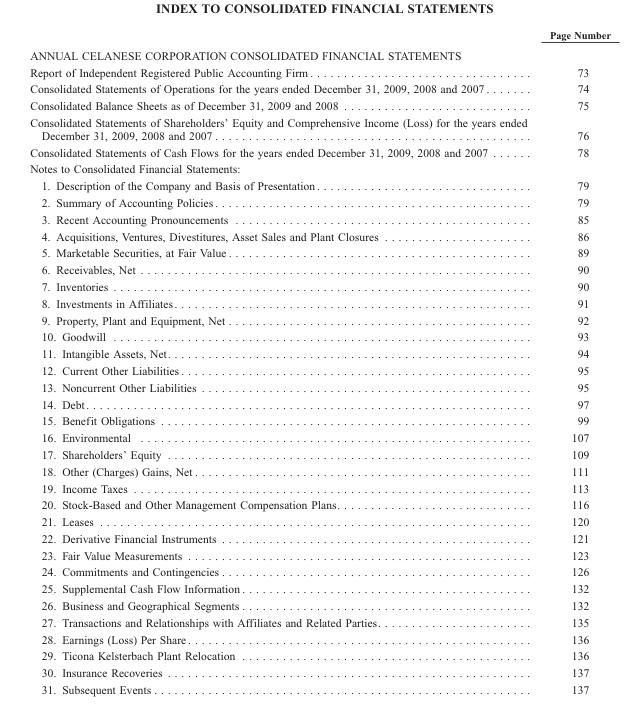 INDEX TO CONSOLIDATED FINANCIAL STATEMENTS
Page Number
ANNUAL CELANESE CORPORATION CONSOLIDATED FINANCIAL STATEMENTS
Report of Independent Registered Public Accounting Firm 73
Consolidated Statements of Operations for the years ended December 31, 2009, 2008 and 2007 74
Consolidated Balance Sheets as of December 31, 2009 and 2008 75
Consolidated Statements of Shareholders' Equity and Comprehensive Income (Loss) for the years ended
December 31, 2009, 2008 and 2007 76
Consolidated Statements of Cash Flows for the years ended December 31, 2009, 2008 and 2007 78
Notes to Consolidated Financial Statements:
1. Description of the Company and Basis of Presentation 79
2. Summary of Accounting Policies 79
3. Recent Accounting Pronouncements 85
4. Acquisitions, Ventures, Divestitures, Asset Sales and Plant Closures 86
5. Marketable Securities, at Fair Value 89
6. Receivables, Net 90
7. Inventories 90
8. Investments in Affiliates 91
9. Property, Plant and Equipment, Net 92
10. Goodwill 93
11. Intangible Assets, Net 94
12. Current Other Liabilities 95
13. Noncurrent Other Liabilities 95
14. Debt 97
15. Benefit Obligations 99
16. Environmental 107
17. Shareholders' Equity 109
18. Other (Charges) Gains, Net 111
19. Income Taxes 113
20. Stock-Based and Other Management Compensation Plans 116
21. Leases 120
22. Derivative Financial Instruments 121
23. Fair Value Measurements 123
24. Commitments and Contingencies 126
25. Supplemental Cash Flow Information 132
26. Business and Geographical Segments 132
27. Transactions and Relationships with Affiliates and Related Parties 135
28. Earnings (Loss) Per Share 136
29. Ticona Kelsterbach Plant Relocation 136
30. Insurance Recoveries 137
31. Subsequent Events 137